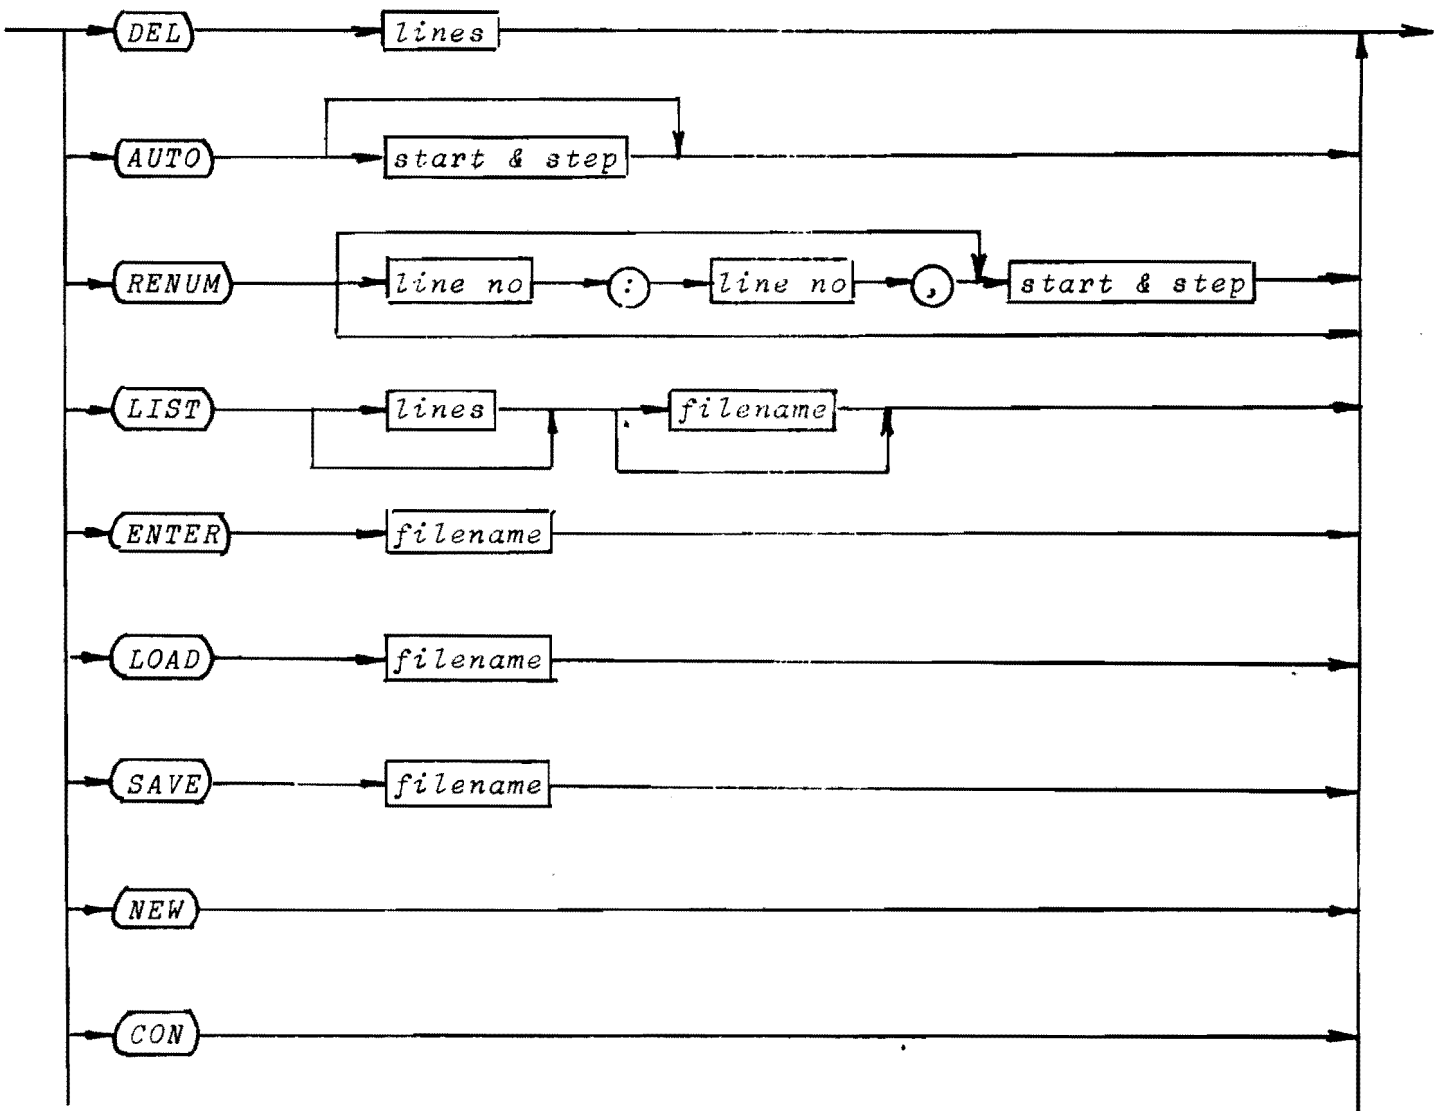 DEL lines
AUTO start & step
RENUM line no : line no , start & step
LIST lines filename
ENTER filename
LOAD filename
SAVE filename
NEW
CON